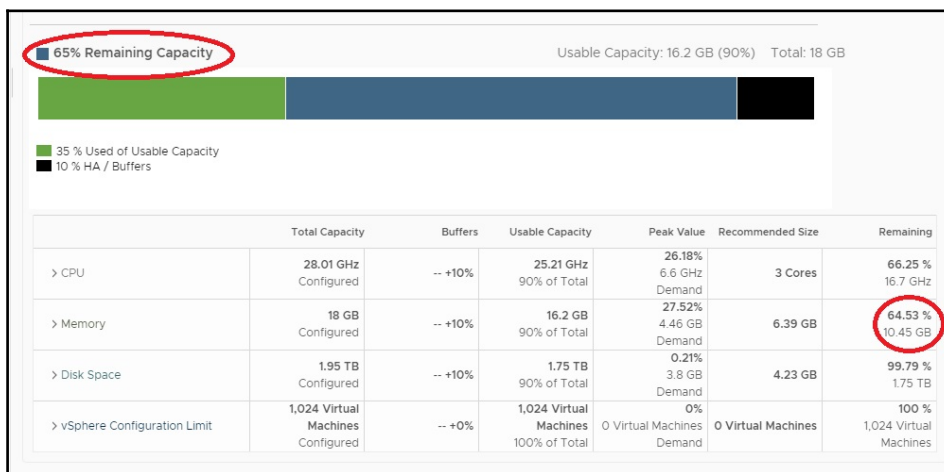 65% Remaining Capacity
Usable Capacity: 16.2 GB (90%) Total: 18 GB
35 % Used of Usable Capacity
10 % HA / Buffers
Total Capacity Buffers Usable Capacity Peak Value Recommended Size Remaining
> CPU
28.01 GHz
Configured
-- +10%
25.21 GHz
90% of Total
26.18%
6.6 GHz
Demand
3 Cores
66.25 %
16.7 GHz
> Memory
18 GB
Configured
-- +10%
16.2 GB
90% of Total
27.52%
4.46 GB
Demand
6.39 GB
64.53 %
10.45 GB
> Disk Space
1.95 TB
Configured
-- +10%
1.75 TB
90% of Total
0.21%
3.8 GB
Demand
4.23 GB
99.79 %
1.75 TB
> vSphere Configuration Limit
1,024 Virtual
Machines
Configured
-- +0%
1,024 Virtual
Machines
100% of Total
0%
0 Virtual Machines
Demand
0 Virtual Machines
100 %
1,024 Virtual
Machines